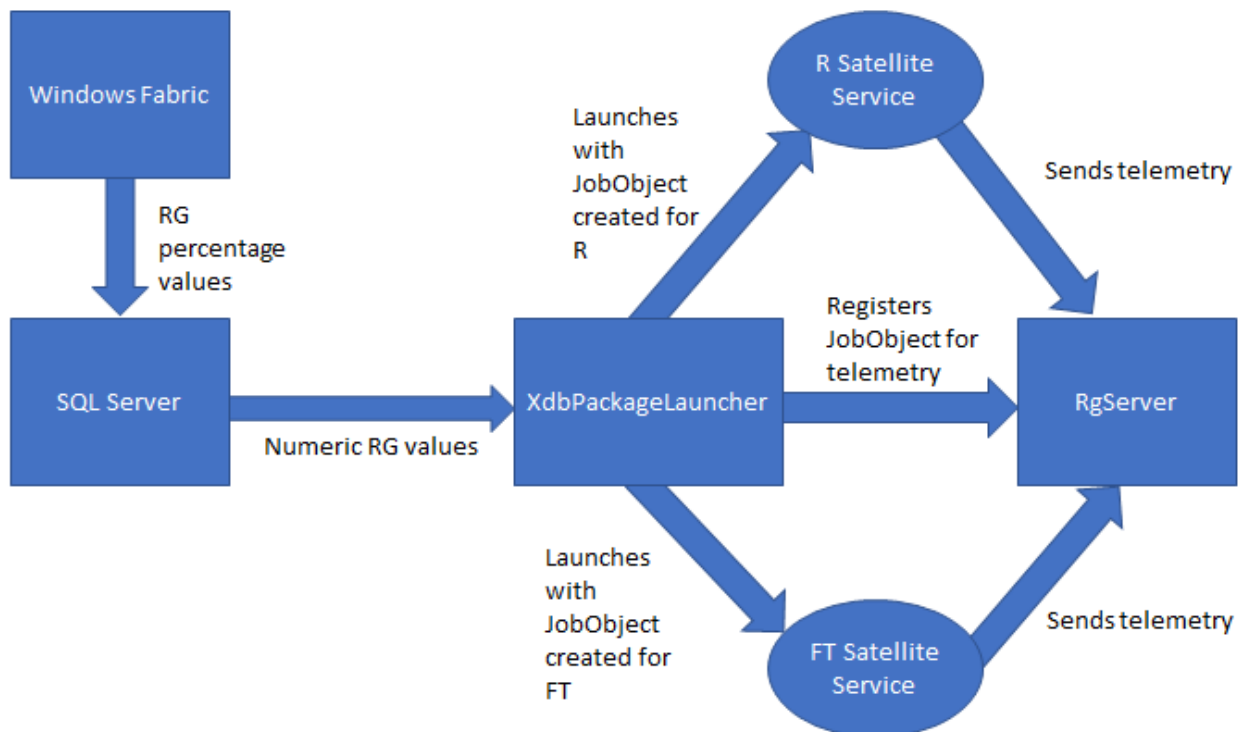 Windows Fabric
RG
percentage
values
SQL Server
Numeric RG values
XdbPackageLauncher
Launches
with
JobObject
created for
R
R Satellite
Service
Sends telemetry
Registers
JobObject for
telemetry
RgServer
Launches
with
JobObject
created for
FT
FT Satellite
Service
Sends telemetry